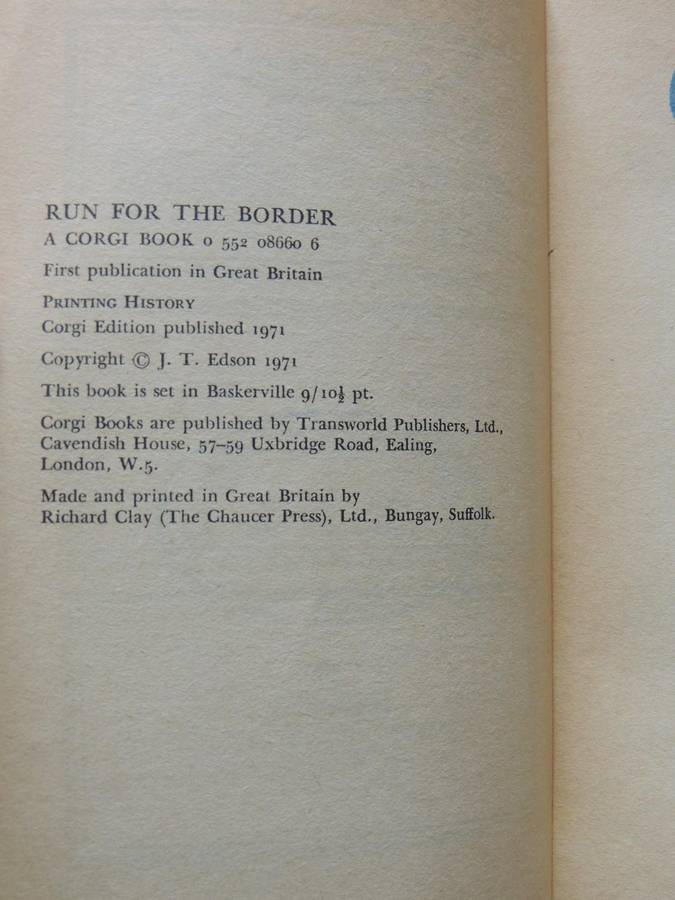 RUN FOR THE BORDER
A CORGI BOOK 0 552 08660 6
First publication in Great Britain
PRINTING HISTORY
Corgi Edition published 1971
Copyright © J. T. Edson 1971
This book is set in Baskerville 9/10½ pt.
Corgi Books are published by Transworld Publishers, Ltd.,
Cavendish House, 57–59 Uxbridge Road, Ealing,
London, W.5.
Made and printed in Great Britain by
Richard Clay (The Chaucer Press), Ltd., Bungay, Suffolk.